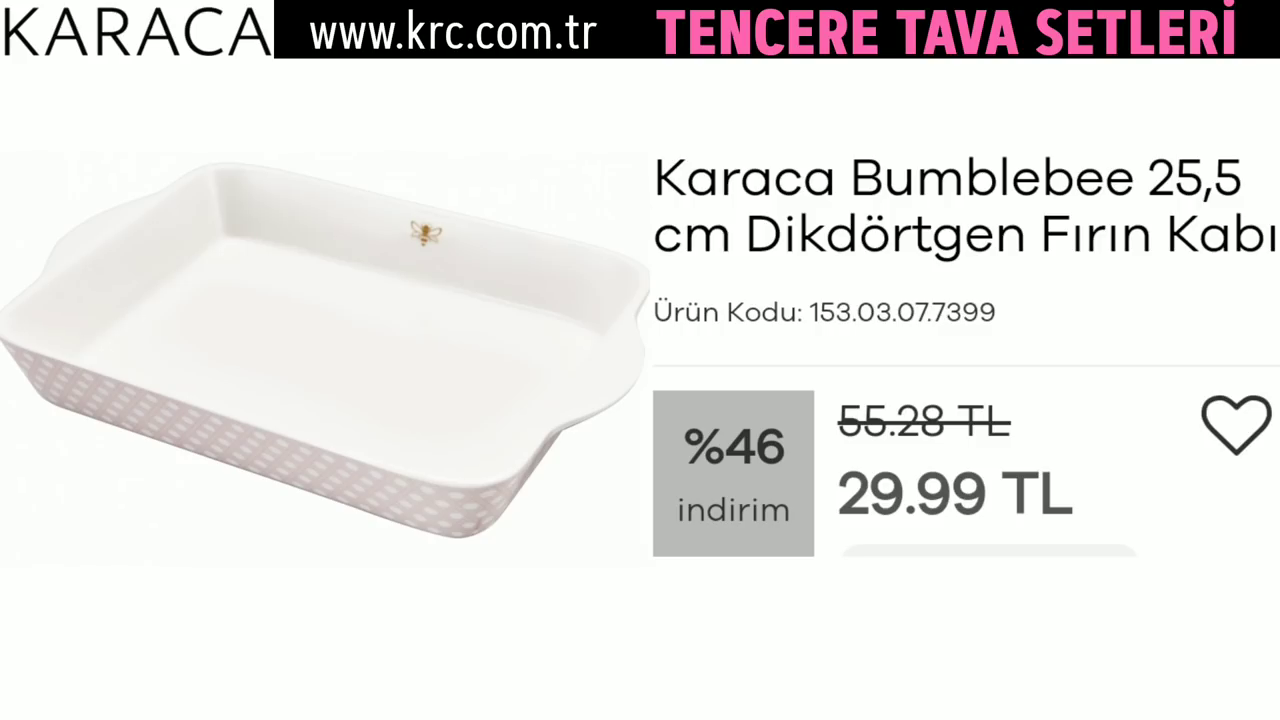 KARACA
www.krc.com.tr
TENCERE TAVA SETLERİ
Karaca Bumblebee 25,5
cm Dikdörtgen Fırın Kabı
Ürün Kodu: 153.03.07.7399
%46
indirim
55.28 TL
29.99 TL